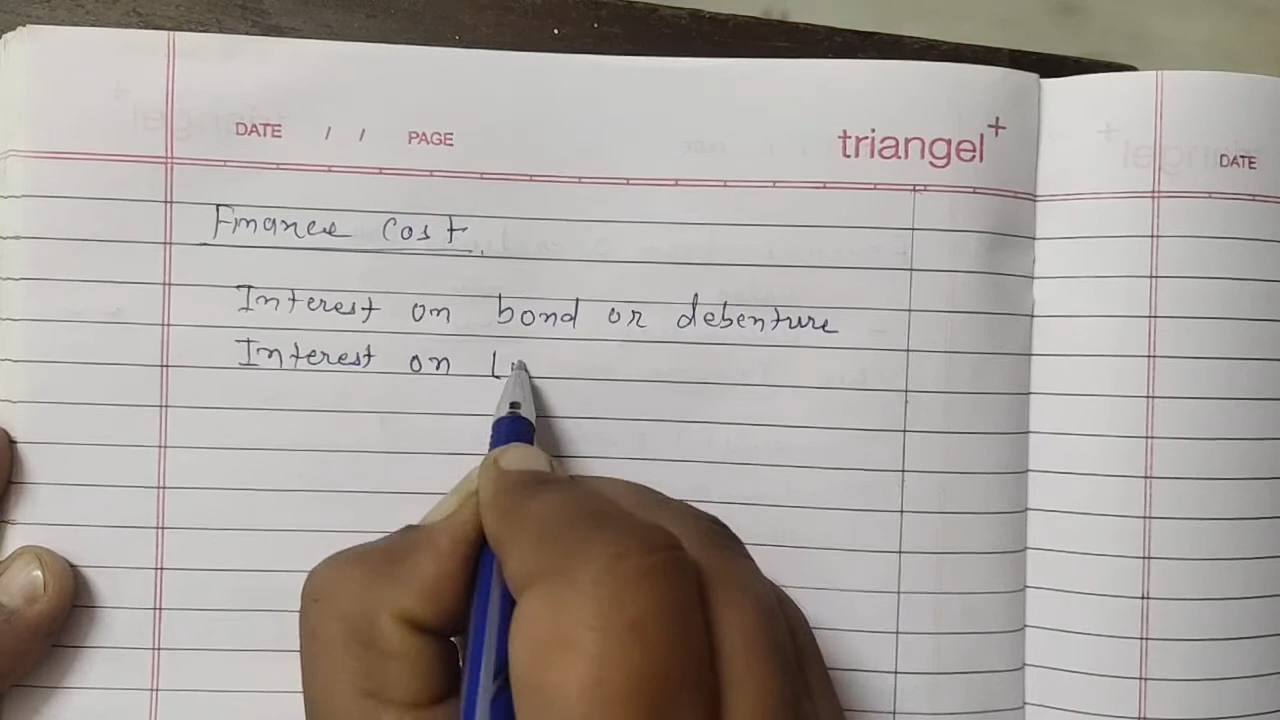 DATE / / PAGE
triangel+
DATE
Finance cost
Interest on bond or debenture
Interest on